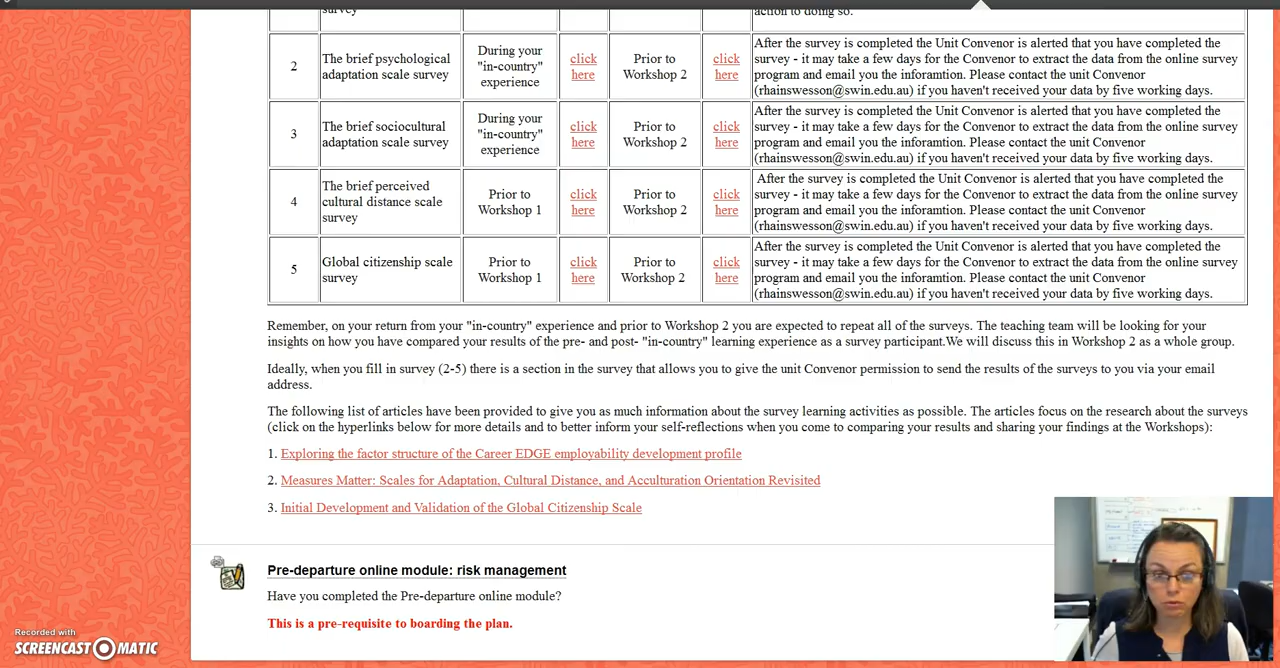 survey
action to doing so.
2
The brief psychological
adaptation scale survey
During your
"in-country"
experience
click
here
Prior to
Workshop 2
click
here
After the survey is completed the Unit Convenor is alerted that you have completed the
survey - it may take a few days for the Convenor to extract the data from the online survey
program and email you the inforamtion. Please contact the unit Convenor
(rhainswesson@swin.edu.au) if you haven't received your data by five working days.
3
The brief sociocultural
adaptation scale survey
During your
"in-country"
experience
click
here
Prior to
Workshop 2
click
here
After the survey is completed the Unit Convenor is alerted that you have completed the
survey - it may take a few days for the Convenor to extract the data from the online survey
program and email you the inforamtion. Please contact the unit Convenor
(rhainswesson@swin.edu.au) if you haven't received your data by five working days.
4
The brief perceived
cultural distance scale
survey
Prior to
Workshop 1
click
here
Prior to
Workshop 2
click
here
After the survey is completed the Unit Convenor is alerted that you have completed the
survey - it may take a few days for the Convenor to extract the data from the online survey
program and email you the inforamtion. Please contact the unit Convenor
(rhainswesson@swin.edu.au) if you haven't received your data by five working days.
5
Global citizenship scale
survey
Prior to
Workshop 1
click
here
Prior to
Workshop 2
click
here
After the survey is completed the Unit Convenor is alerted that you have completed the
survey - it may take a few days for the Convenor to extract the data from the online survey
program and email you the inforamtion. Please contact the unit Convenor
(rhainswesson@swin.edu.au) if you haven't received your data by five working days.
Remember, on your return from your "in-country" experience and prior to Workshop 2 you are expected to repeat all of the surveys. The teaching team will be looking for your
insights on how you have compared your results of the pre- and post- "in-country" learning experience as a survey participant.We will discuss this in Workshop 2 as a whole group.
Ideally, when you fill in survey (2-5) there is a section in the survey that allows you to give the unit Convenor permission to send the results of the surveys to you via your email
address.
The following list of articles have been provided to give you as much information about the survey learning activities as possible. The articles focus on the research about the surveys
(click on the hyperlinks below for more details and to better inform your self-reflections when you come to comparing your results and sharing your findings at the Workshops):
1. Exploring the factor structure of the Career EDGE employability development profile
2. Measures Matter: Scales for Adaptation, Cultural Distance, and Acculturation Orientation Revisited
3. Initial Development and Validation of the Global Citizenship Scale
Pre-departure online module: risk management
Have you completed the Pre-departure online module?
This is a pre-requisite to boarding the plan.
Recorded with
SCREENCAST MATIC